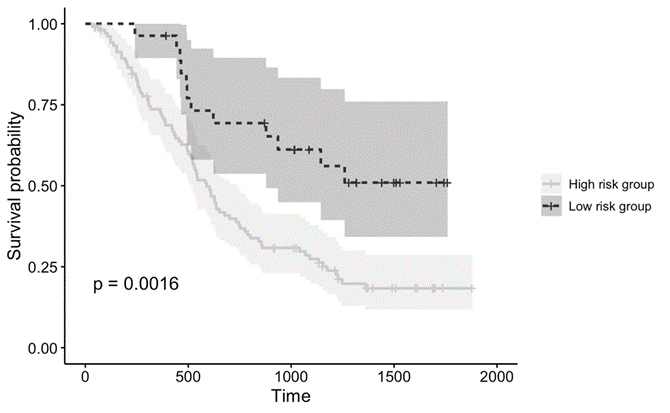 1.00
0.75
0.50
0.25
0.00
Survival probability
p = 0.0016
0 500 1000 1500 2000
Time
High risk group
Low risk group